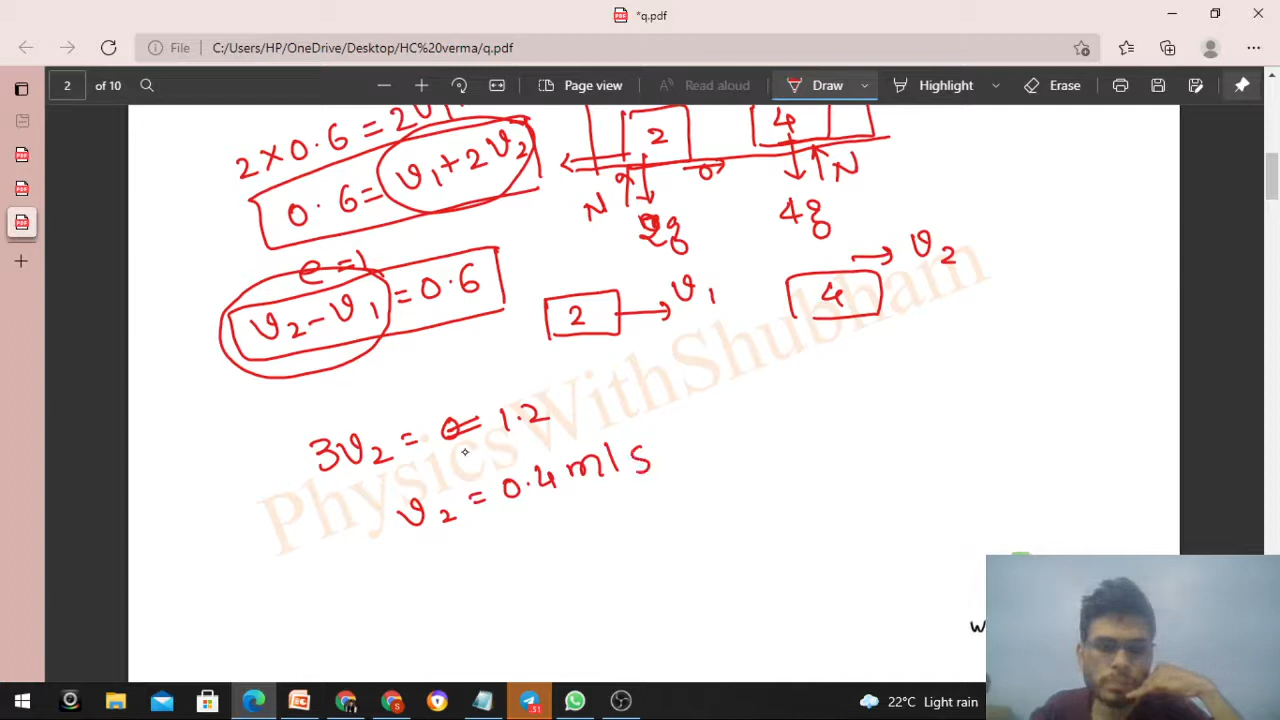 *q.pdf
File C:/Users/HP/OneDrive/Desktop/HC%20verma/q.pdf
2 of 10 Page view Read aloud Draw Highlight Erase
2×0.6 = 2v₁
0.6 = v₁+2v₂
2
4
N
2g
N
4g
e=1
v₂-v₁ = 0.6
2 → v₁
4 → v₂
3v₂ = 1.2
v₂ = 0.4 m/s
PhysicsWithShubham
W
31
22°C Light rain